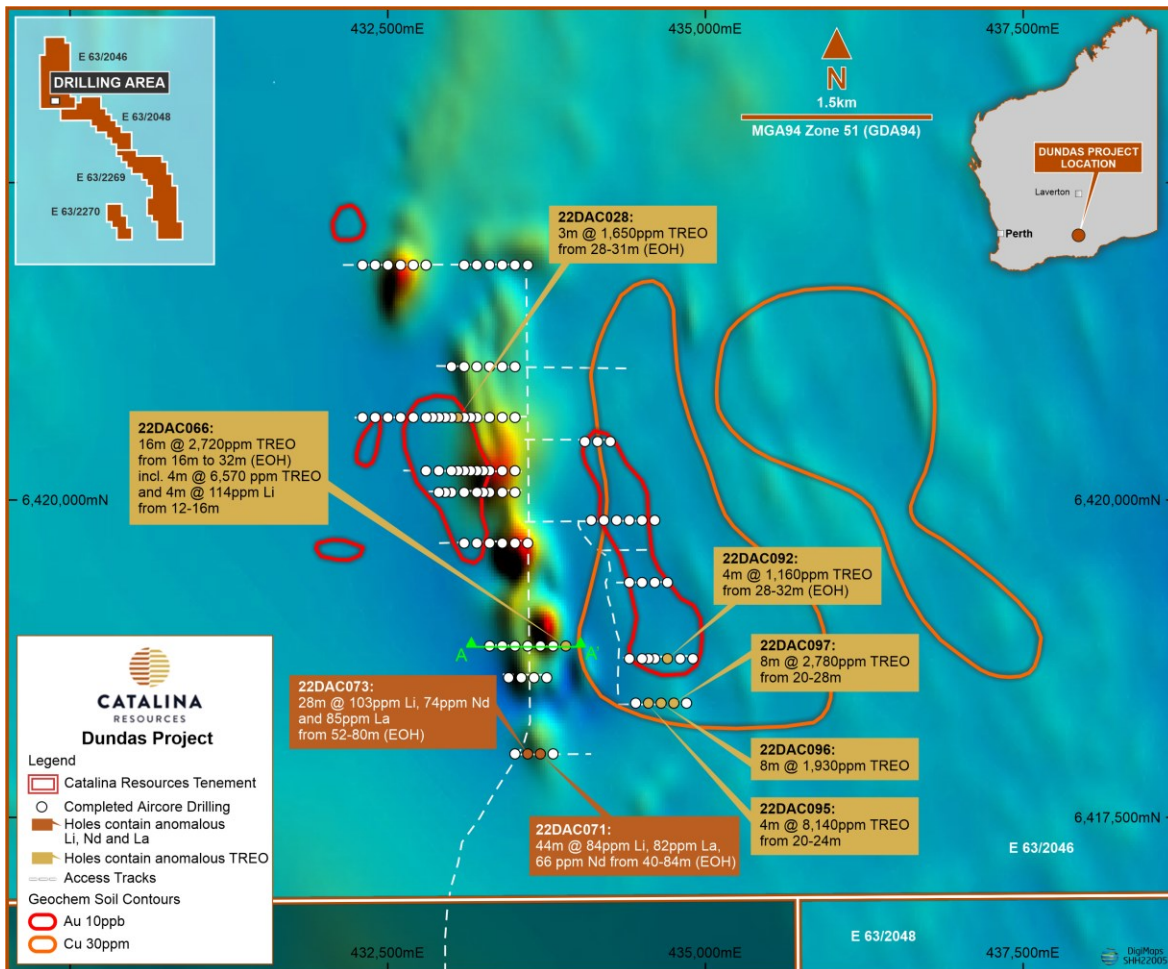 432,500mE
435,000mE
437,500mE
E 63/2046
DRILLING AREA
E 63/2048
E 63/2269
E 63/2270
N
1.5km
MGA94 Zone 51 (GDA94)
DUNDAS PROJECT
LOCATION
Laverton
Perth
22DAC028:
3m @ 1,650ppm TREO
from 28-31m (EOH)
22DAC066:
16m @ 2,720ppm TREO
from 16m to 32m (EOH)
incl. 4m @ 6,570 ppm TREO
and 4m @ 114ppm Li
from 12-16m
6,420,000mN
6,420,000mN
22DAC092:
4m @ 1,160ppm TREO
from 28-32m (EOH)
A
A'
22DAC097:
8m @ 2,780ppm TREO
from 20-28m
22DAC073:
28m @ 103ppm Li, 74ppm Nd
and 85ppm La
from 52-80m (EOH)
22DAC096:
8m @ 1,930ppm TREO
22DAC095:
4m @ 8,140ppm TREO
from 20-24m
22DAC071:
44m @ 84ppm Li, 82ppm La,
66 ppm Nd from 40-84m (EOH)
6,417,500mN
E 63/2046
CATALINA
RESOURCES
Dundas Project
Legend
Catalina Resources Tenement
Completed Aircore Drilling
Holes contain anomalous
Li, Nd and La
Holes contain anomalous TREO
Access Tracks
Geochem Soil Contours
Au 10ppb
Cu 30ppm
E 63/2048
432,500mE
435,000mE
437,500mE
DigiMaps
SHH22005